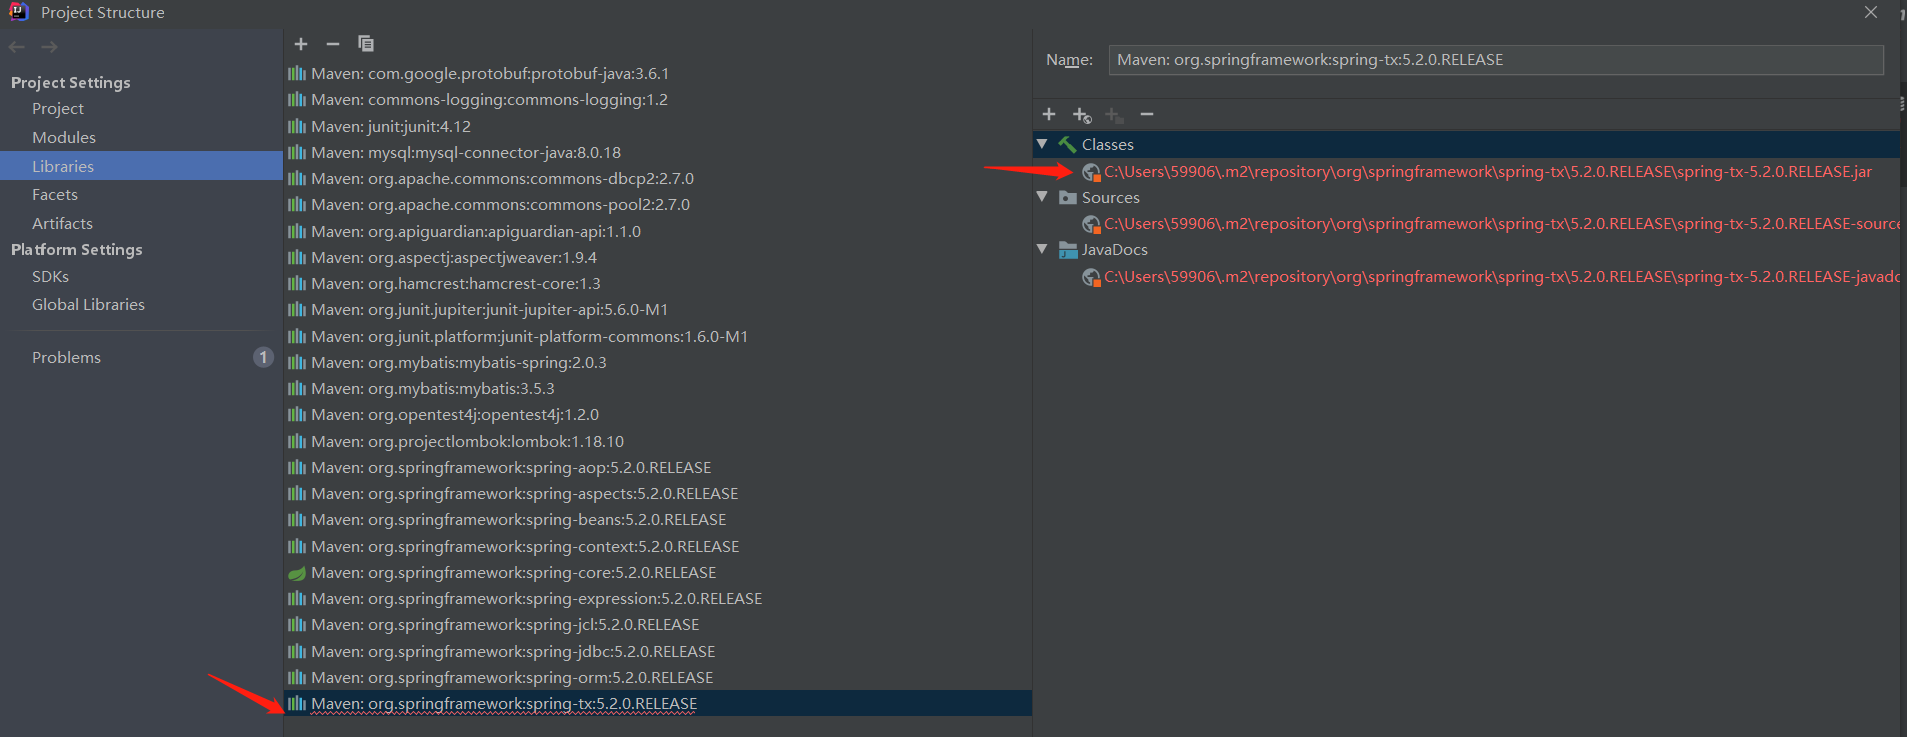 Project Structure
Project Settings
Project
Modules
Libraries
Facets
Artifacts
Platform Settings
SDKs
Global Libraries
Problems 1
Maven: com.google.protobuf:protobuf-java:3.6.1
Maven: commons-logging:commons-logging:1.2
Maven: junit:junit:4.12
Maven: mysql:mysql-connector-java:8.0.18
Maven: org.apache.commons:commons-dbcp2:2.7.0
Maven: org.apache.commons:commons-pool2:2.7.0
Maven: org.apiguardian:apiguardian-api:1.1.0
Maven: org.aspectj:aspectjweaver:1.9.4
Maven: org.hamcrest:hamcrest-core:1.3
Maven: org.junit.jupiter:junit-jupiter-api:5.6.0-M1
Maven: org.junit.platform:junit-platform-commons:1.6.0-M1
Maven: org.mybatis:mybatis-spring:2.0.3
Maven: org.mybatis:mybatis:3.5.3
Maven: org.opentest4j:opentest4j:1.2.0
Maven: org.projectlombok:lombok:1.18.10
Maven: org.springframework:spring-aop:5.2.0.RELEASE
Maven: org.springframework:spring-aspects:5.2.0.RELEASE
Maven: org.springframework:spring-beans:5.2.0.RELEASE
Maven: org.springframework:spring-context:5.2.0.RELEASE
Maven: org.springframework:spring-core:5.2.0.RELEASE
Maven: org.springframework:spring-expression:5.2.0.RELEASE
Maven: org.springframework:spring-jcl:5.2.0.RELEASE
Maven: org.springframework:spring-jdbc:5.2.0.RELEASE
Maven: org.springframework:spring-orm:5.2.0.RELEASE
Maven: org.springframework:spring-tx:5.2.0.RELEASE
Name: Maven: org.springframework:spring-tx:5.2.0.RELEASE
Classes
C:\Users\59906\.m2\repository\org\springframework\spring-tx\5.2.0.RELEASE\spring-tx-5.2.0.RELEASE.jar
Sources
C:\Users\59906\.m2\repository\org\springframework\spring-tx\5.2.0.RELEASE\spring-tx-5.2.0.RELEASE-source
JavaDocs
C:\Users\59906\.m2\repository\org\springframework\spring-tx\5.2.0.RELEASE\spring-tx-5.2.0.RELEASE-javadc